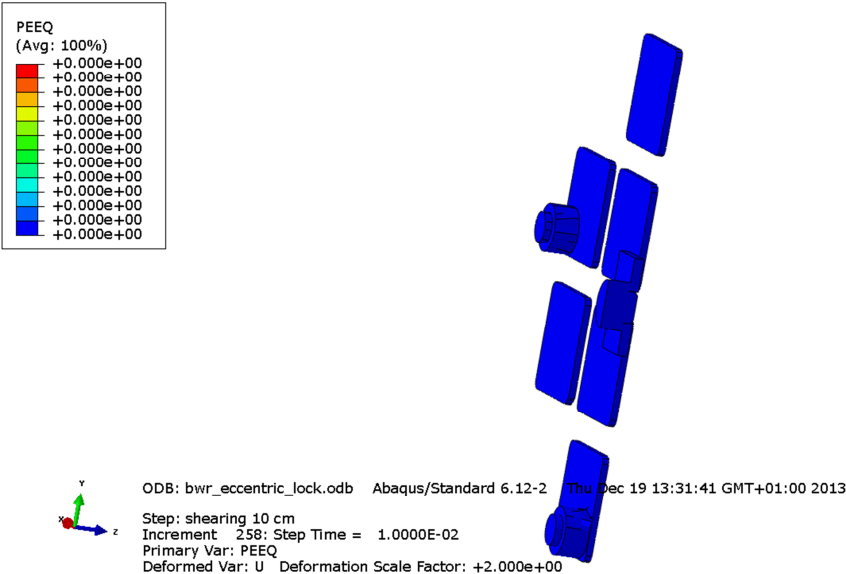 PEEQ
(Avg: 100%)
+0.000e+00
+0.000e+00
+0.000e+00
+0.000e+00
+0.000e+00
+0.000e+00
+0.000e+00
+0.000e+00
+0.000e+00
+0.000e+00
+0.000e+00
+0.000e+00
+0.000e+00
Y
X
Z
ODB: bwr_eccentric_lock.odb Abaqus/Standard 6.12-2 Thu Dec 19 13:31:41 GMT+01:00 2013
Step: shearing 10 cm
Increment 258: Step Time = 1.0000E-02
Primary Var: PEEQ
Deformed Var: U Deformation Scale Factor: +2.000e+00